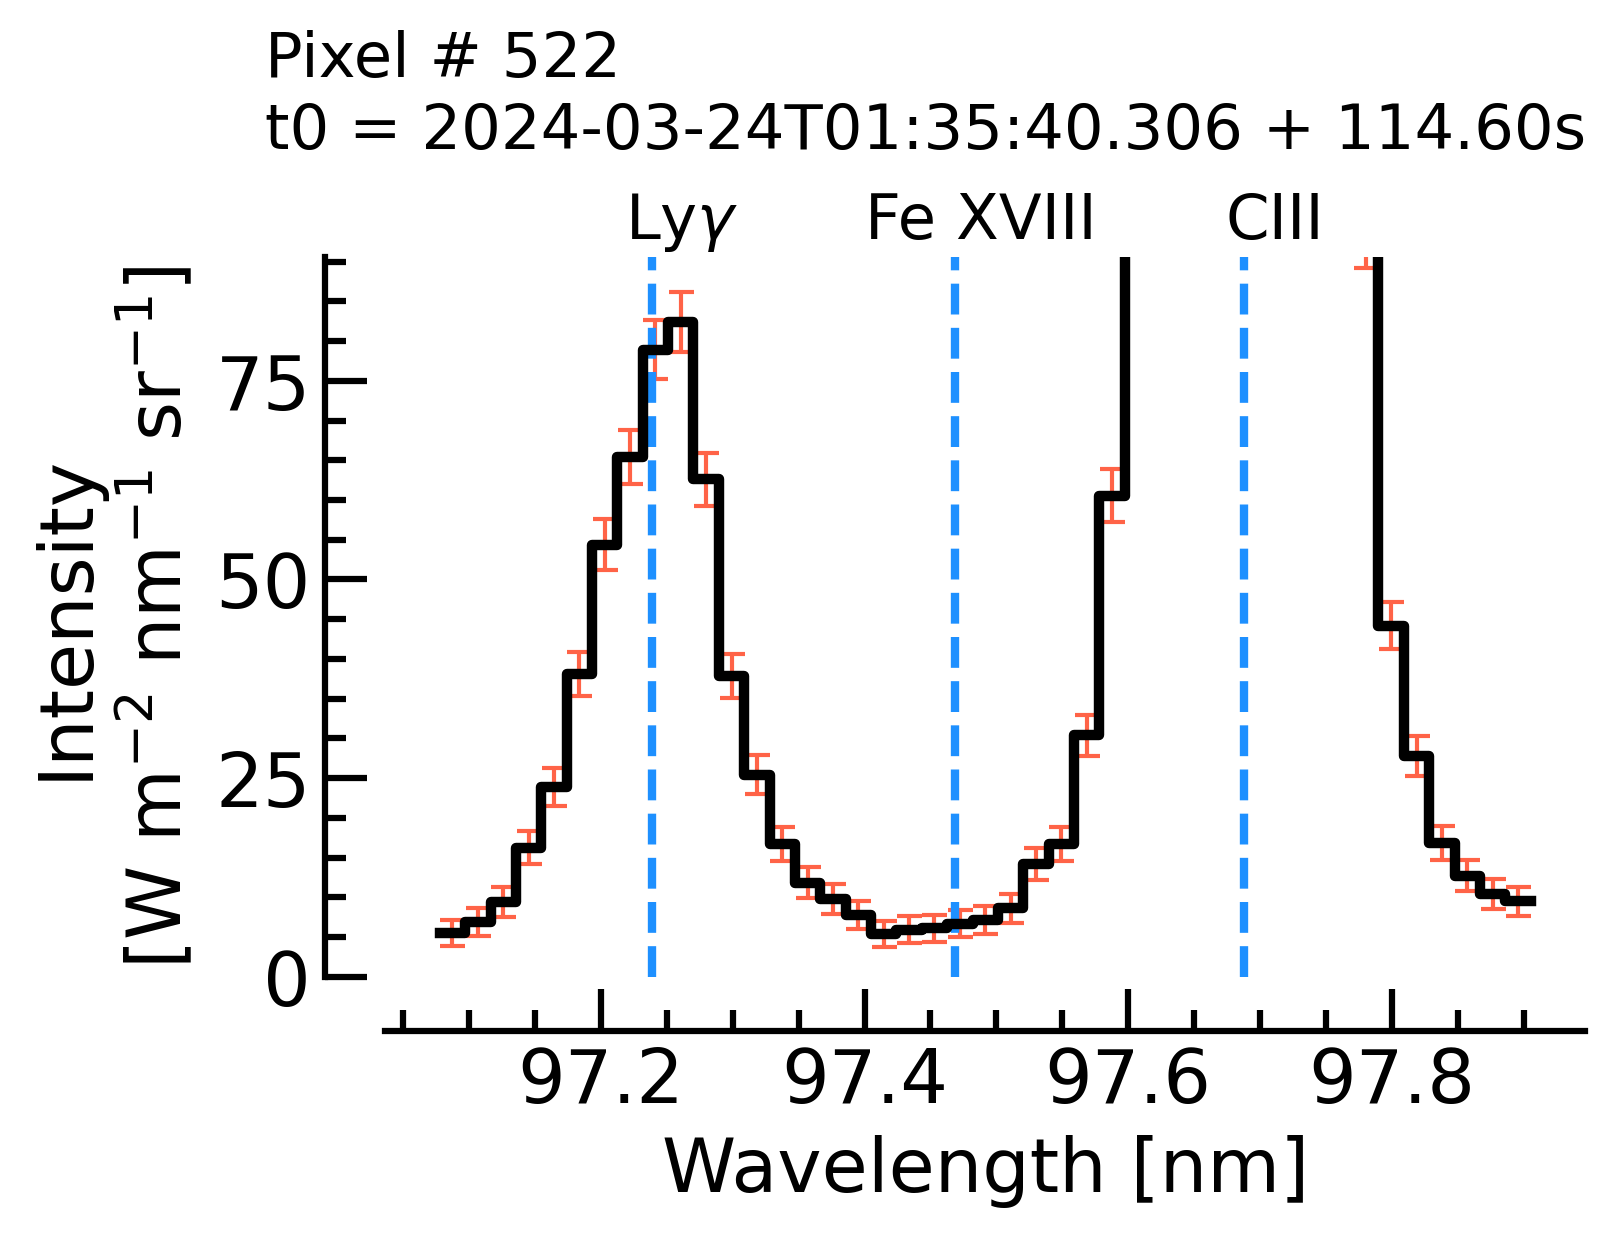 Pixel # 522
t0 = 2024-03-24T01:35:40.306 + 114.60s
Lyγ Fe XVIII CIII
Intensity
[W m⁻² nm⁻¹ sr⁻¹]
75
50
25
0
97.2 97.4 97.6 97.8
Wavelength [nm]